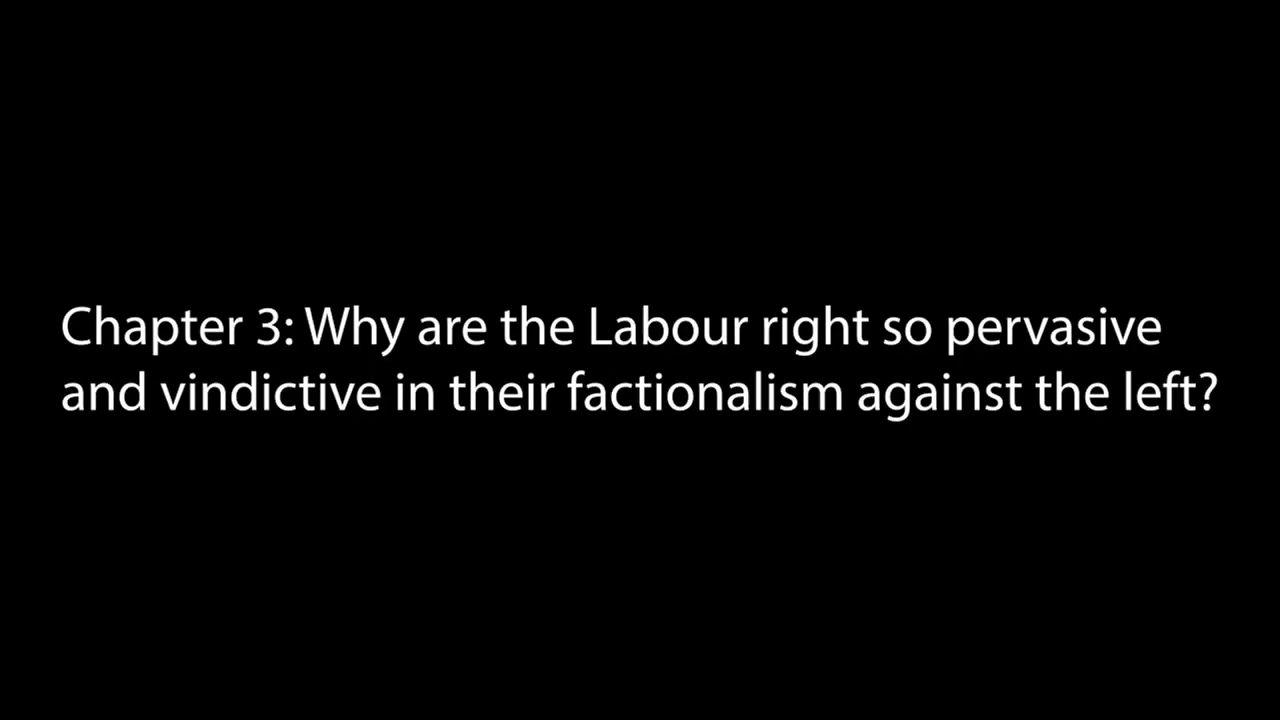 Chapter 3: Why are the Labour right so pervasive
and vindictive in their factionalism against the left?